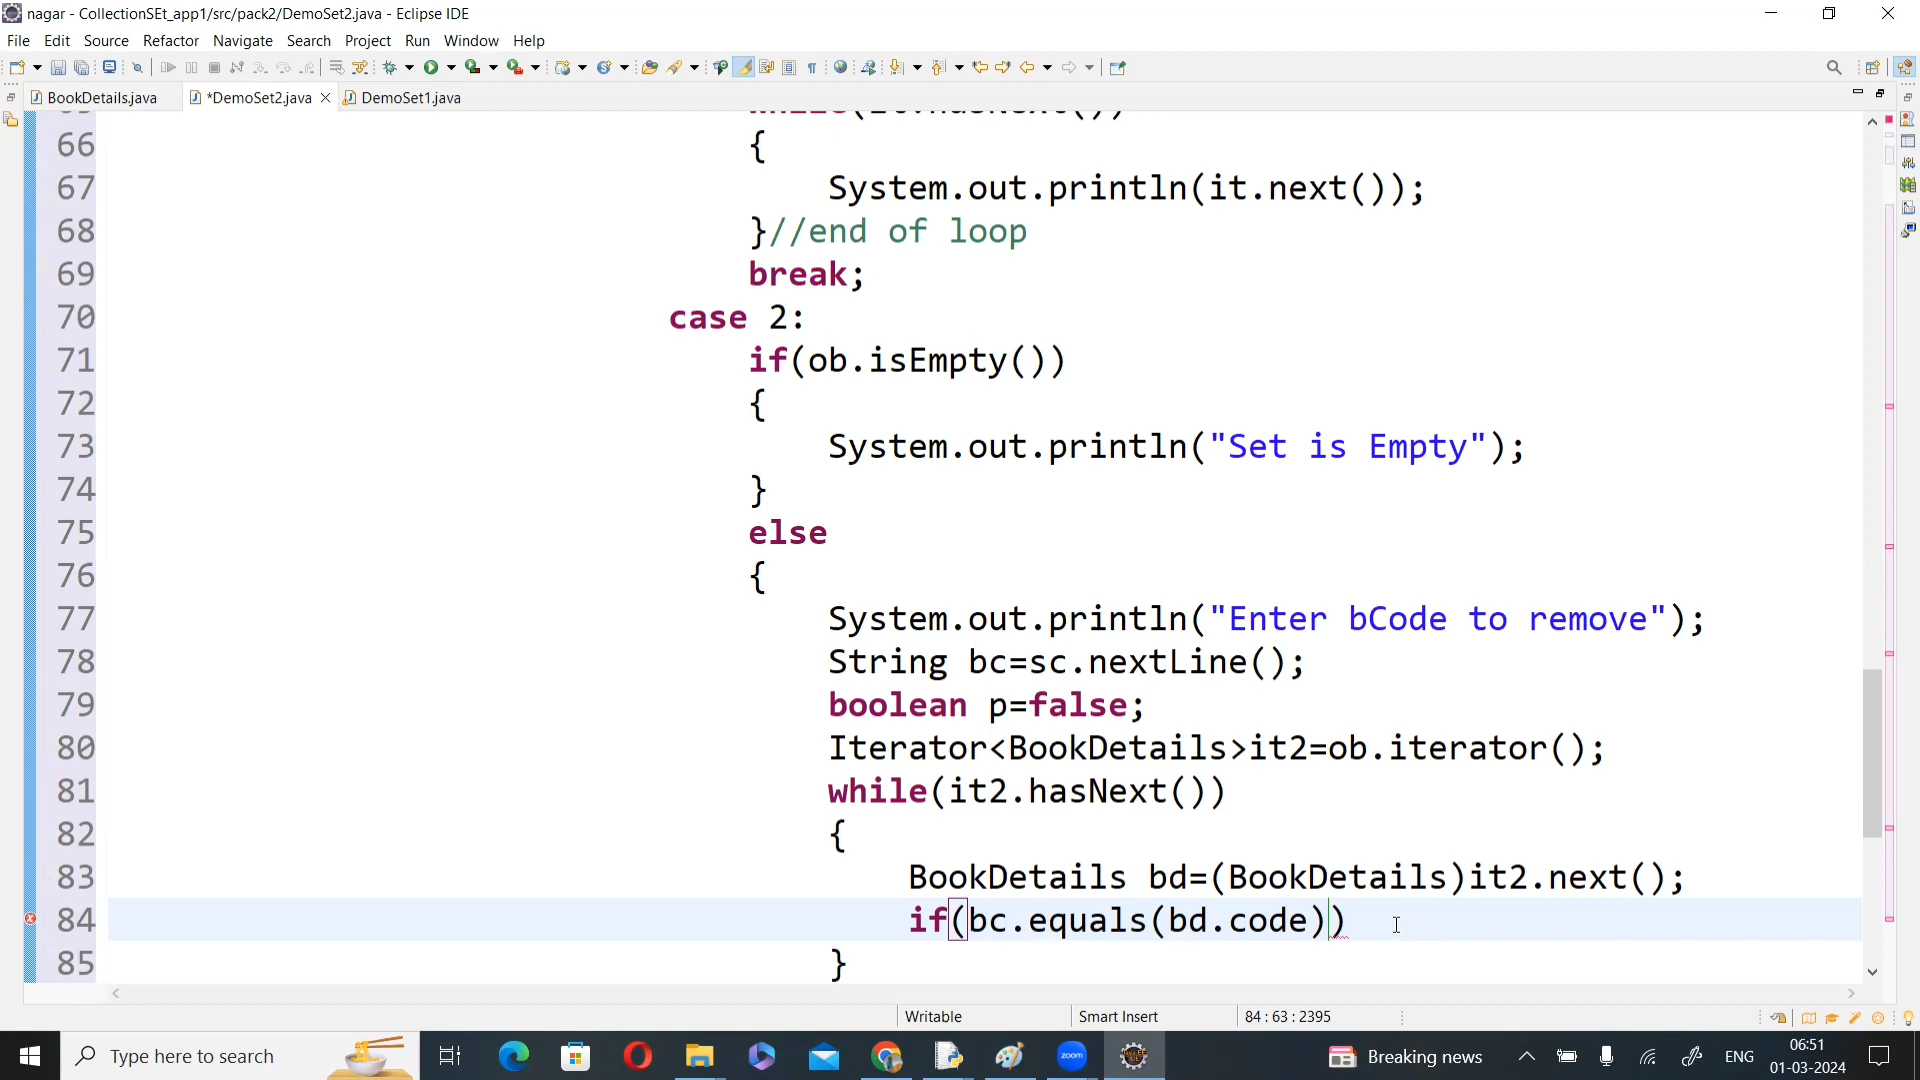 nagar - CollectionSEt_app1/src/pack2/DemoSet2.java - Eclipse IDE
File Edit Source Refactor Navigate Search Project Run Window Help
BookDetails.java *DemoSet2.java DemoSet1.java
66 {
67 System.out.println(it.next());
68 }//end of loop
69 break;
70 case 2:
71 if(ob.isEmpty())
72 {
73 System.out.println("Set is Empty");
74 }
75 else
76 {
77 System.out.println("Enter bCode to remove");
78 String bc=sc.nextLine();
79 boolean p=false;
80 Iterator<BookDetails>it2=ob.iterator();
81 while(it2.hasNext())
82 {
83 BookDetails bd=(BookDetails)it2.next();
84 if(bc.equals(bd.code))
85 }
Writable Smart Insert 84 : 63 : 2395
Type here to search zoom Breaking news ENG 06:51
01-03-2024